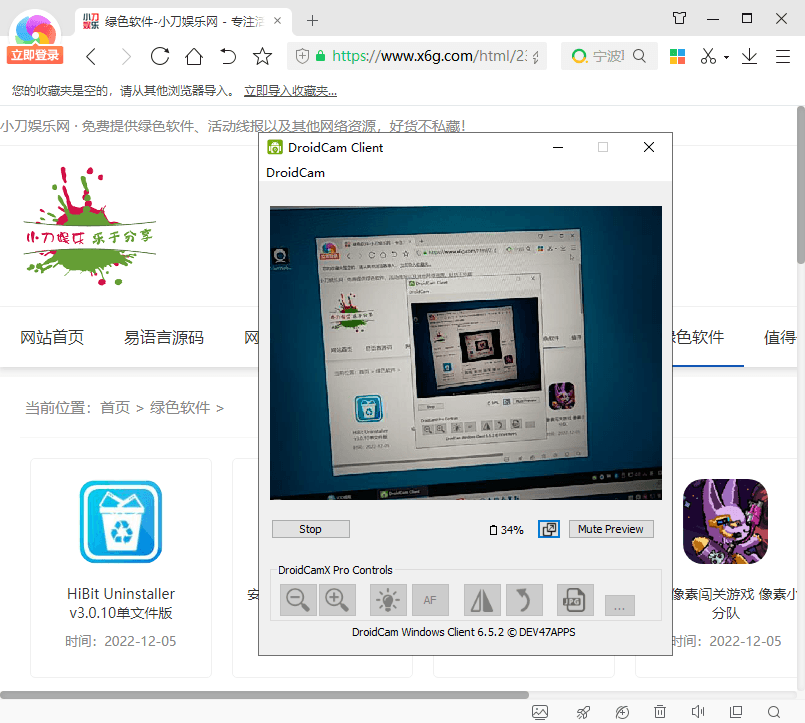 绿色软件-小刀娱乐网 - 专注活
立即登录
https://www.x6g.com/html/2
宁波
您的收藏夹是空的，请从其他浏览器导入。 立即导入收藏夹...
小刀娱乐网 · 免费提供绿色软件、活动线报以及其他网络资源，好货不私藏！
小刀娱乐 乐于分享
DroidCam Client
DroidCam
网站首页 易语言源码 网 色软件 值得
当前位置：首页 > 绿色软件 >
HiBit Uninstaller
v3.0.10单文件版
时间：2022-12-05
安
像素闯关游戏 像素小
分队
时间：2022-12-05
Stop
34%
Mute Preview
DroidCamX Pro Controls
AF
JPG
...
DroidCam Windows Client 6.5.2 © DEV47APPS